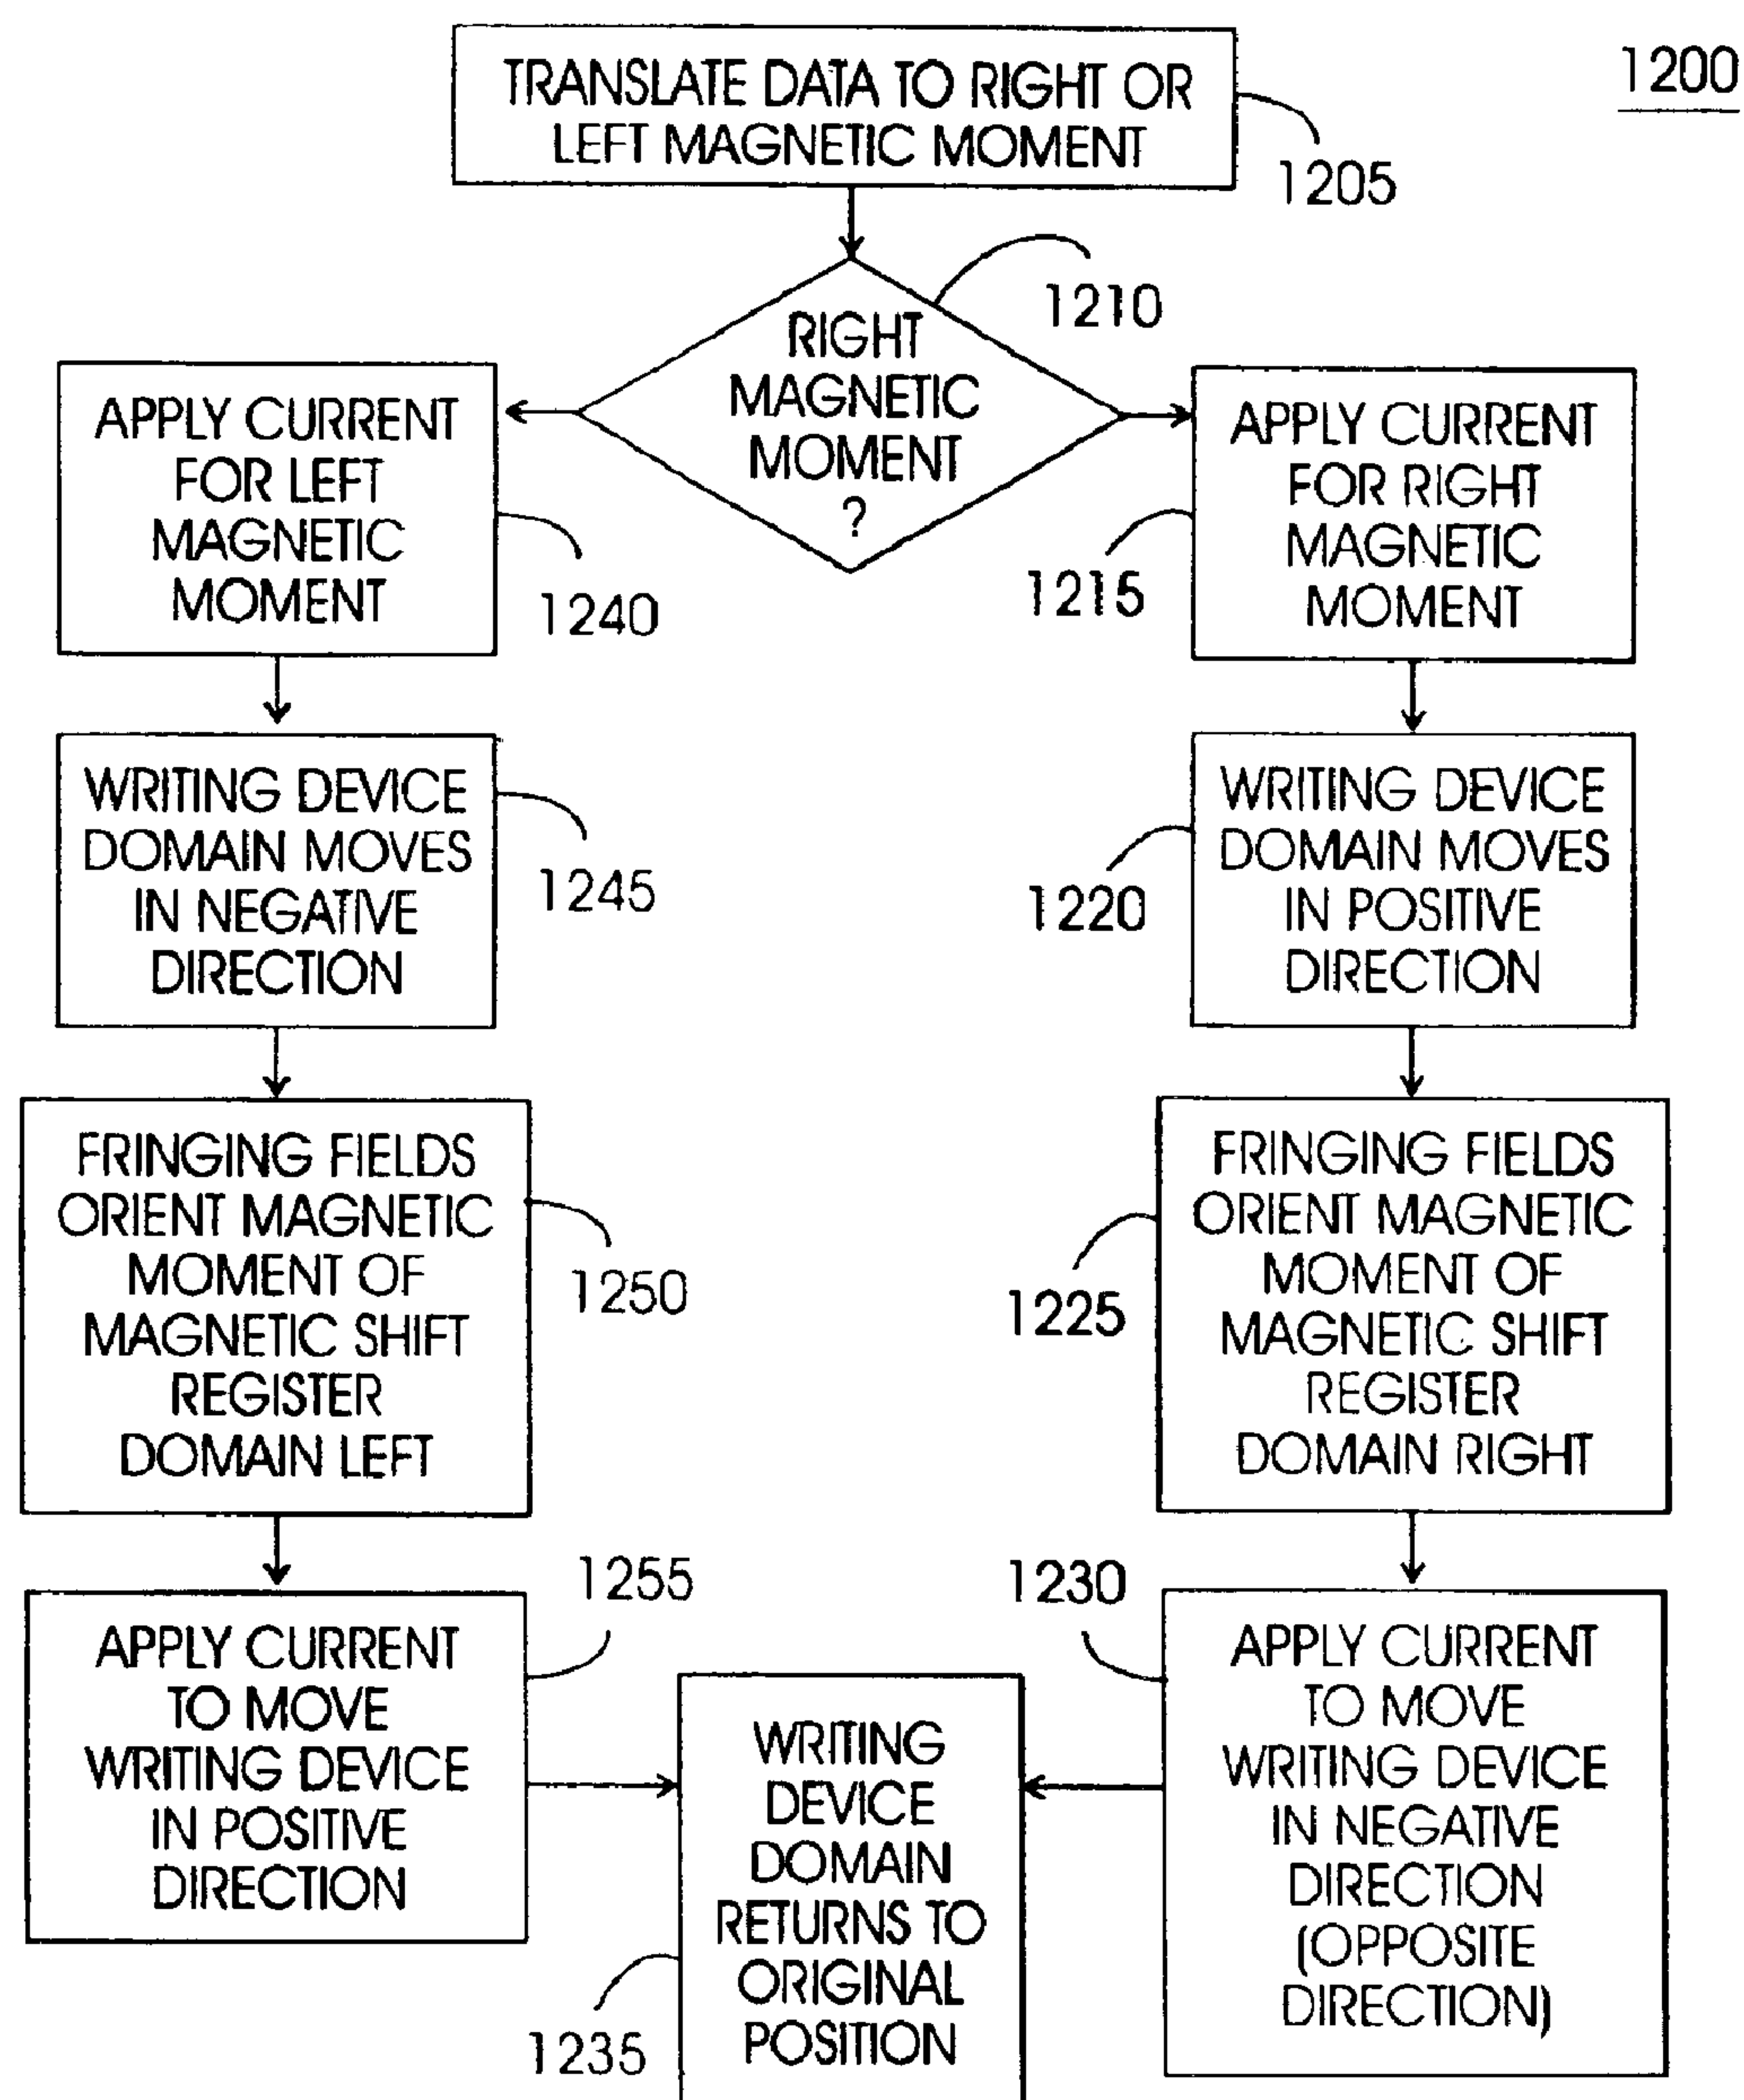 1200
TRANSLATE DATA TO RIGHT OR
LEFT MAGNETIC MOMENT
1205
1210
RIGHT
MAGNETIC
MOMENT
?
APPLY CURRENT
FOR LEFT
MAGNETIC
MOMENT
1240
APPLY CURRENT
FOR RIGHT
MAGNETIC
MOMENT
1215
WRITING DEVICE
DOMAIN MOVES
IN NEGATIVE
DIRECTION
1245
WRITING DEVICE
DOMAIN MOVES
IN POSITIVE
DIRECTION
1220
FRINGING FIELDS
ORIENT MAGNETIC
MOMENT OF
MAGNETIC SHIFT
REGISTER
DOMAIN LEFT
1250
FRINGING FIELDS
ORIENT MAGNETIC
MOMENT OF
MAGNETIC SHIFT
REGISTER
DOMAIN RIGHT
1225
1255
APPLY CURRENT
TO MOVE
WRITING DEVICE
IN POSITIVE
DIRECTION
1230
APPLY CURRENT
TO MOVE
WRITING DEVICE
IN NEGATIVE
DIRECTION
(OPPOSITE
DIRECTION)
WRITING
DEVICE
DOMAIN
RETURNS TO
ORIGINAL
POSITION
1235